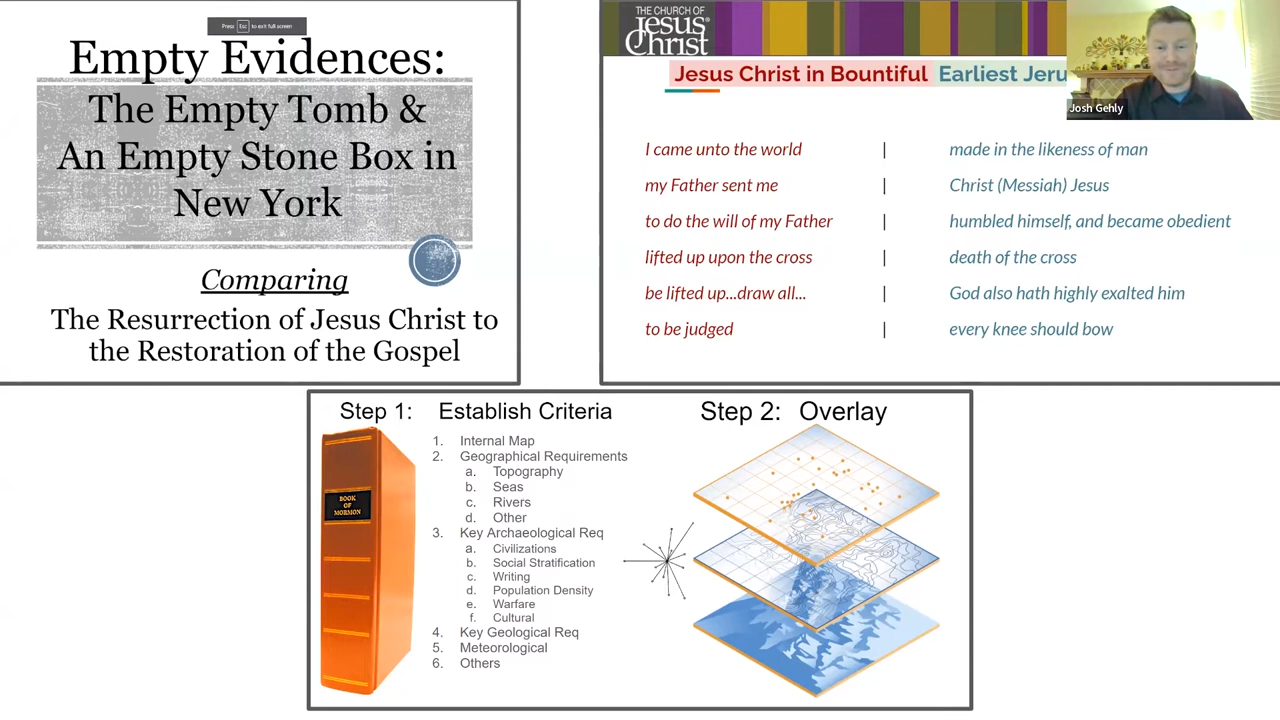 Press Esc to exit full screen
Empty Evidences:
The Empty Tomb &
An Empty Stone Box in
New York
Comparing
The Resurrection of Jesus Christ to
the Restoration of the Gospel
THE CHURCH OF
Jesus
Christ
Jesus Christ in Bountiful Earliest Jeru
I came unto the world | made in the likeness of man
my Father sent me | Christ (Messiah) Jesus
to do the will of my Father | humbled himself, and became obedient
lifted up upon the cross | death of the cross
be lifted up...draw all... | God also hath highly exalted him
to be judged | every knee should bow
Josh Gehly
Step 1: Establish Criteria
BOOK
OF
MORMON
1. Internal Map
2. Geographical Requirements
a. Topography
b. Seas
c. Rivers
d. Other
3. Key Archaeological Req
a. Civilizations
b. Social Stratification
c. Writing
d. Population Density
e. Warfare
f. Cultural
4. Key Geological Req
5. Meteorological
6. Others
Step 2: Overlay